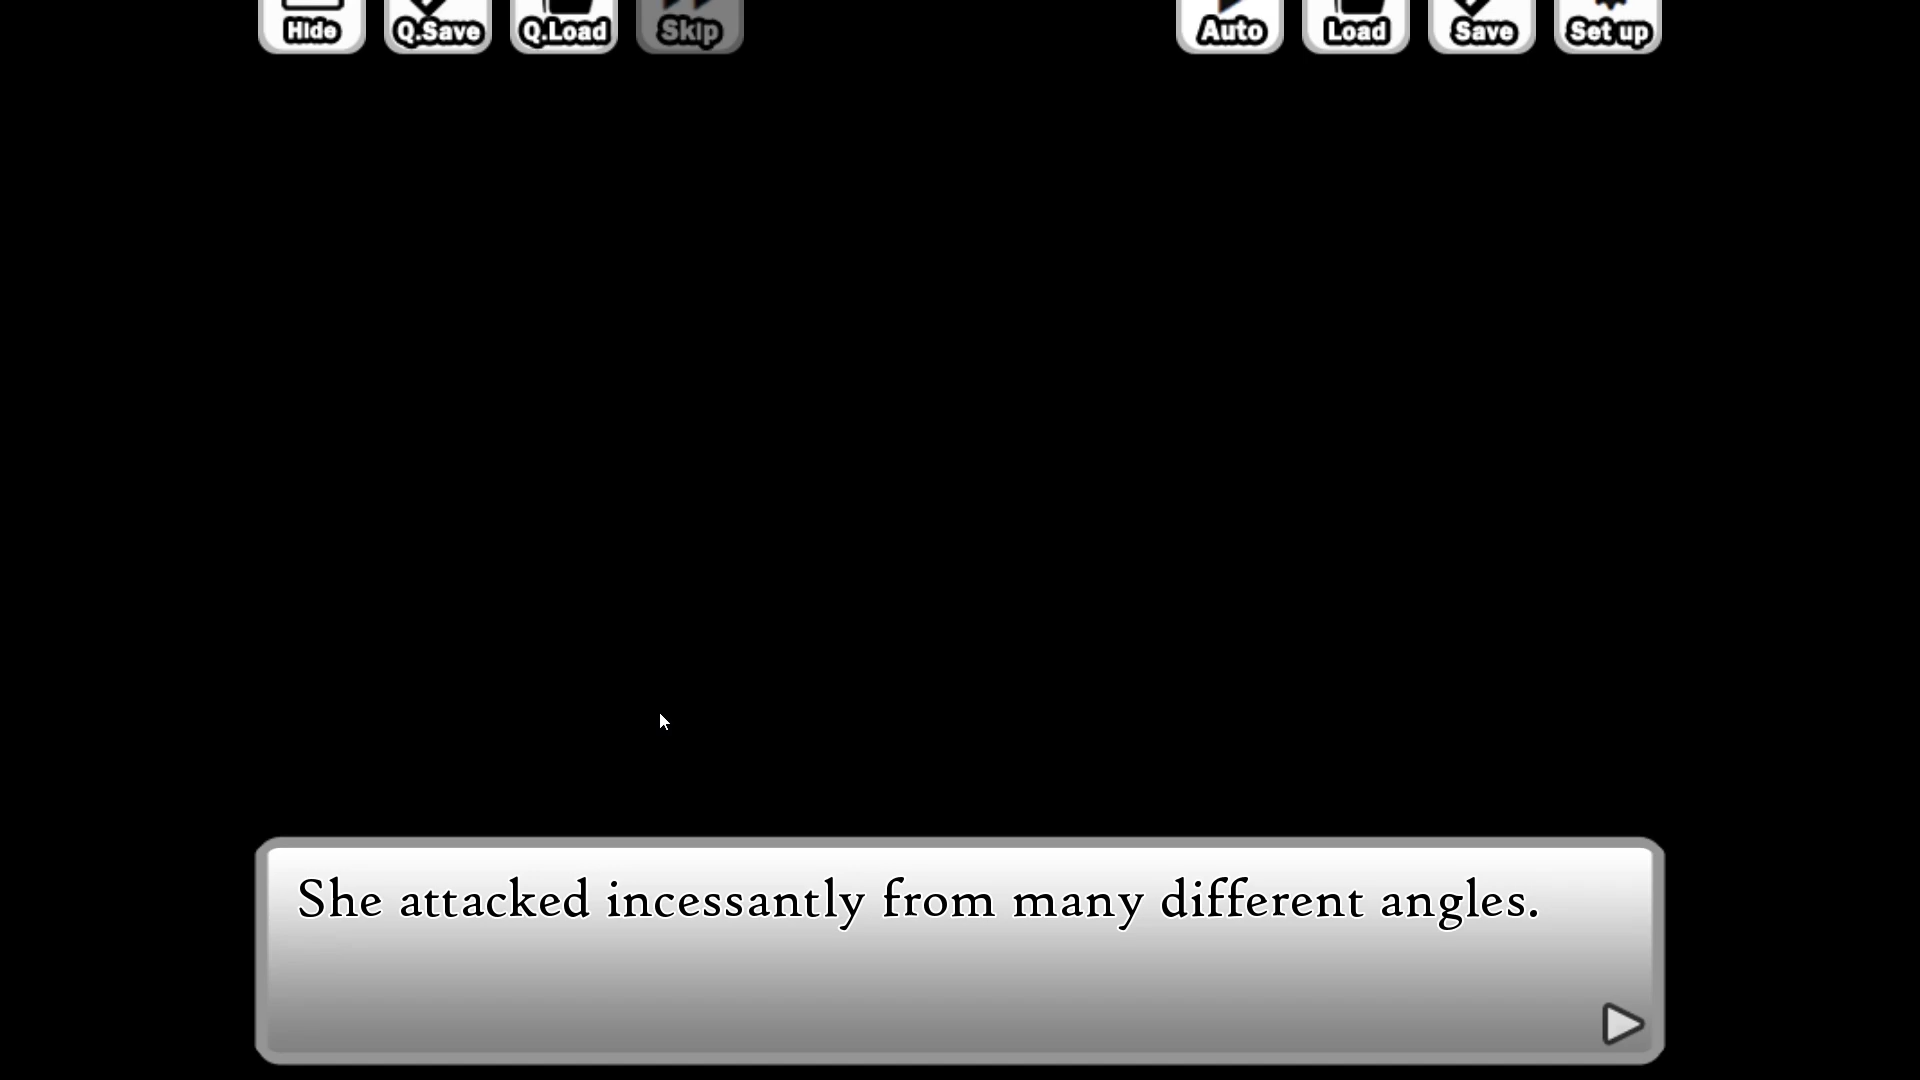 Hide Q.Save Q.Load Skip Auto Load Save Set up
She attacked incessantly from many different angles.